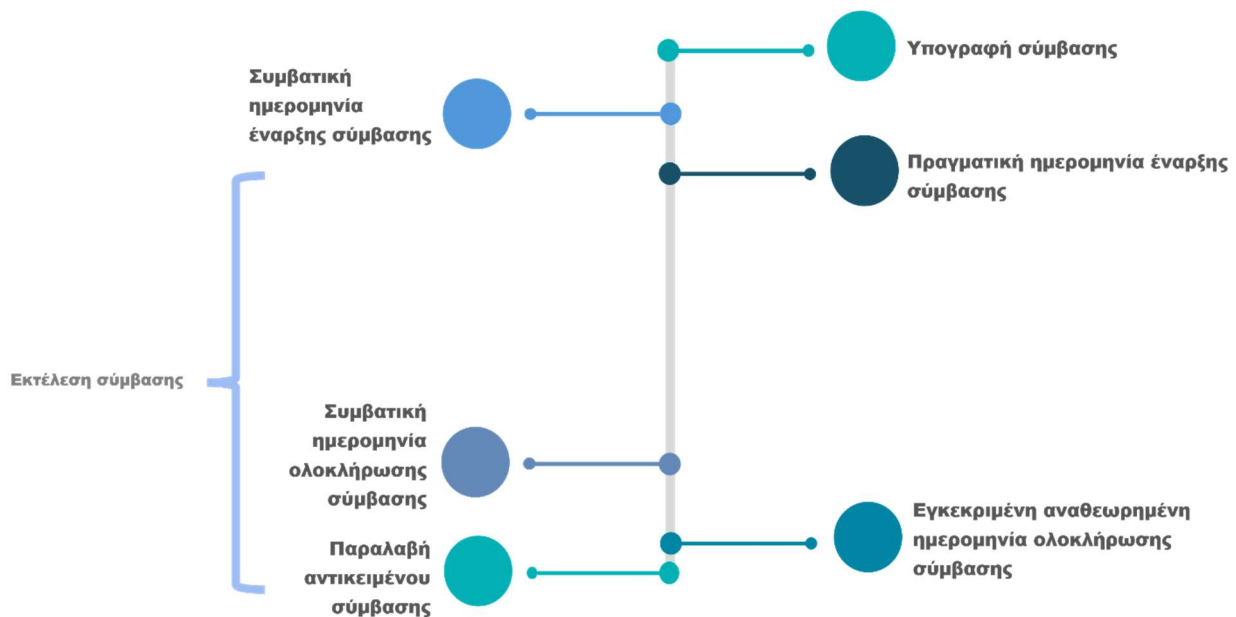 Υπογραφή σύμβασης
Συμβατική
ημερομηνία
έναρξης σύμβασης
Πραγματική ημερομηνία έναρξης
σύμβασης
Εκτέλεση σύμβασης
Συμβατική
ημερομηνία
ολοκλήρωσης
σύμβασης
Εγκεκριμένη αναθεωρημένη
ημερομηνία ολοκλήρωσης
σύμβασης
Παραλαβή
αντικειμένου
σύμβασης